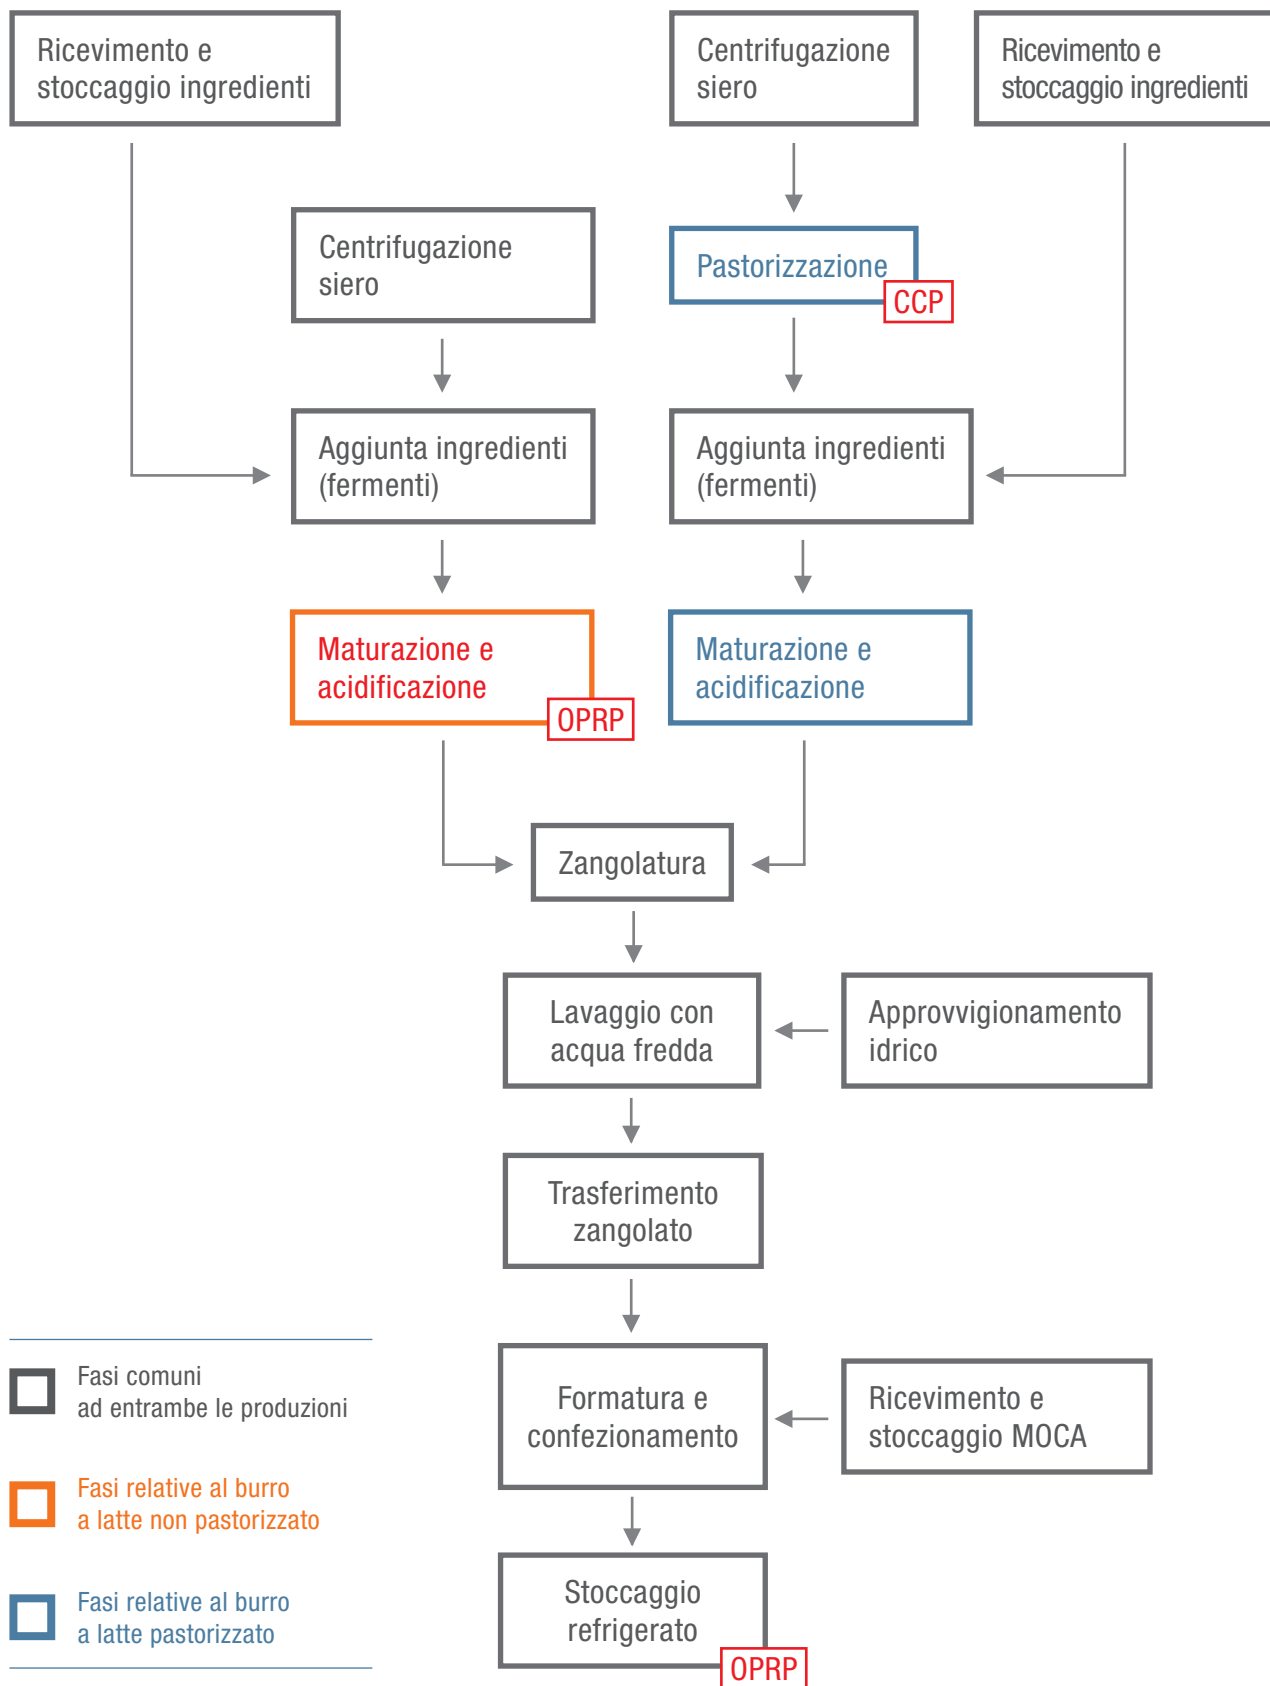 Ricevimento e
stoccaggio ingredienti
Centrifugazione
siero
Ricevimento e
stoccaggio ingredienti
Centrifugazione
siero
Pastorizzazione
CCP
Aggiunta ingredienti
(fermenti)
Aggiunta ingredienti
(fermenti)
Maturazione e
acidificazione
OPRP
Maturazione e
acidificazione
Zangolatura
Lavaggio con
acqua fredda
Approvvigionamento
idrico
Trasferimento
zangolato
Formatura e
confezionamento
Ricevimento e
stoccaggio MOCA
Stoccaggio
refrigerato
OPRP
Fasi comuni
ad entrambe le produzioni
Fasi relative al burro
a latte non pastorizzato
Fasi relative al burro
a latte pastorizzato